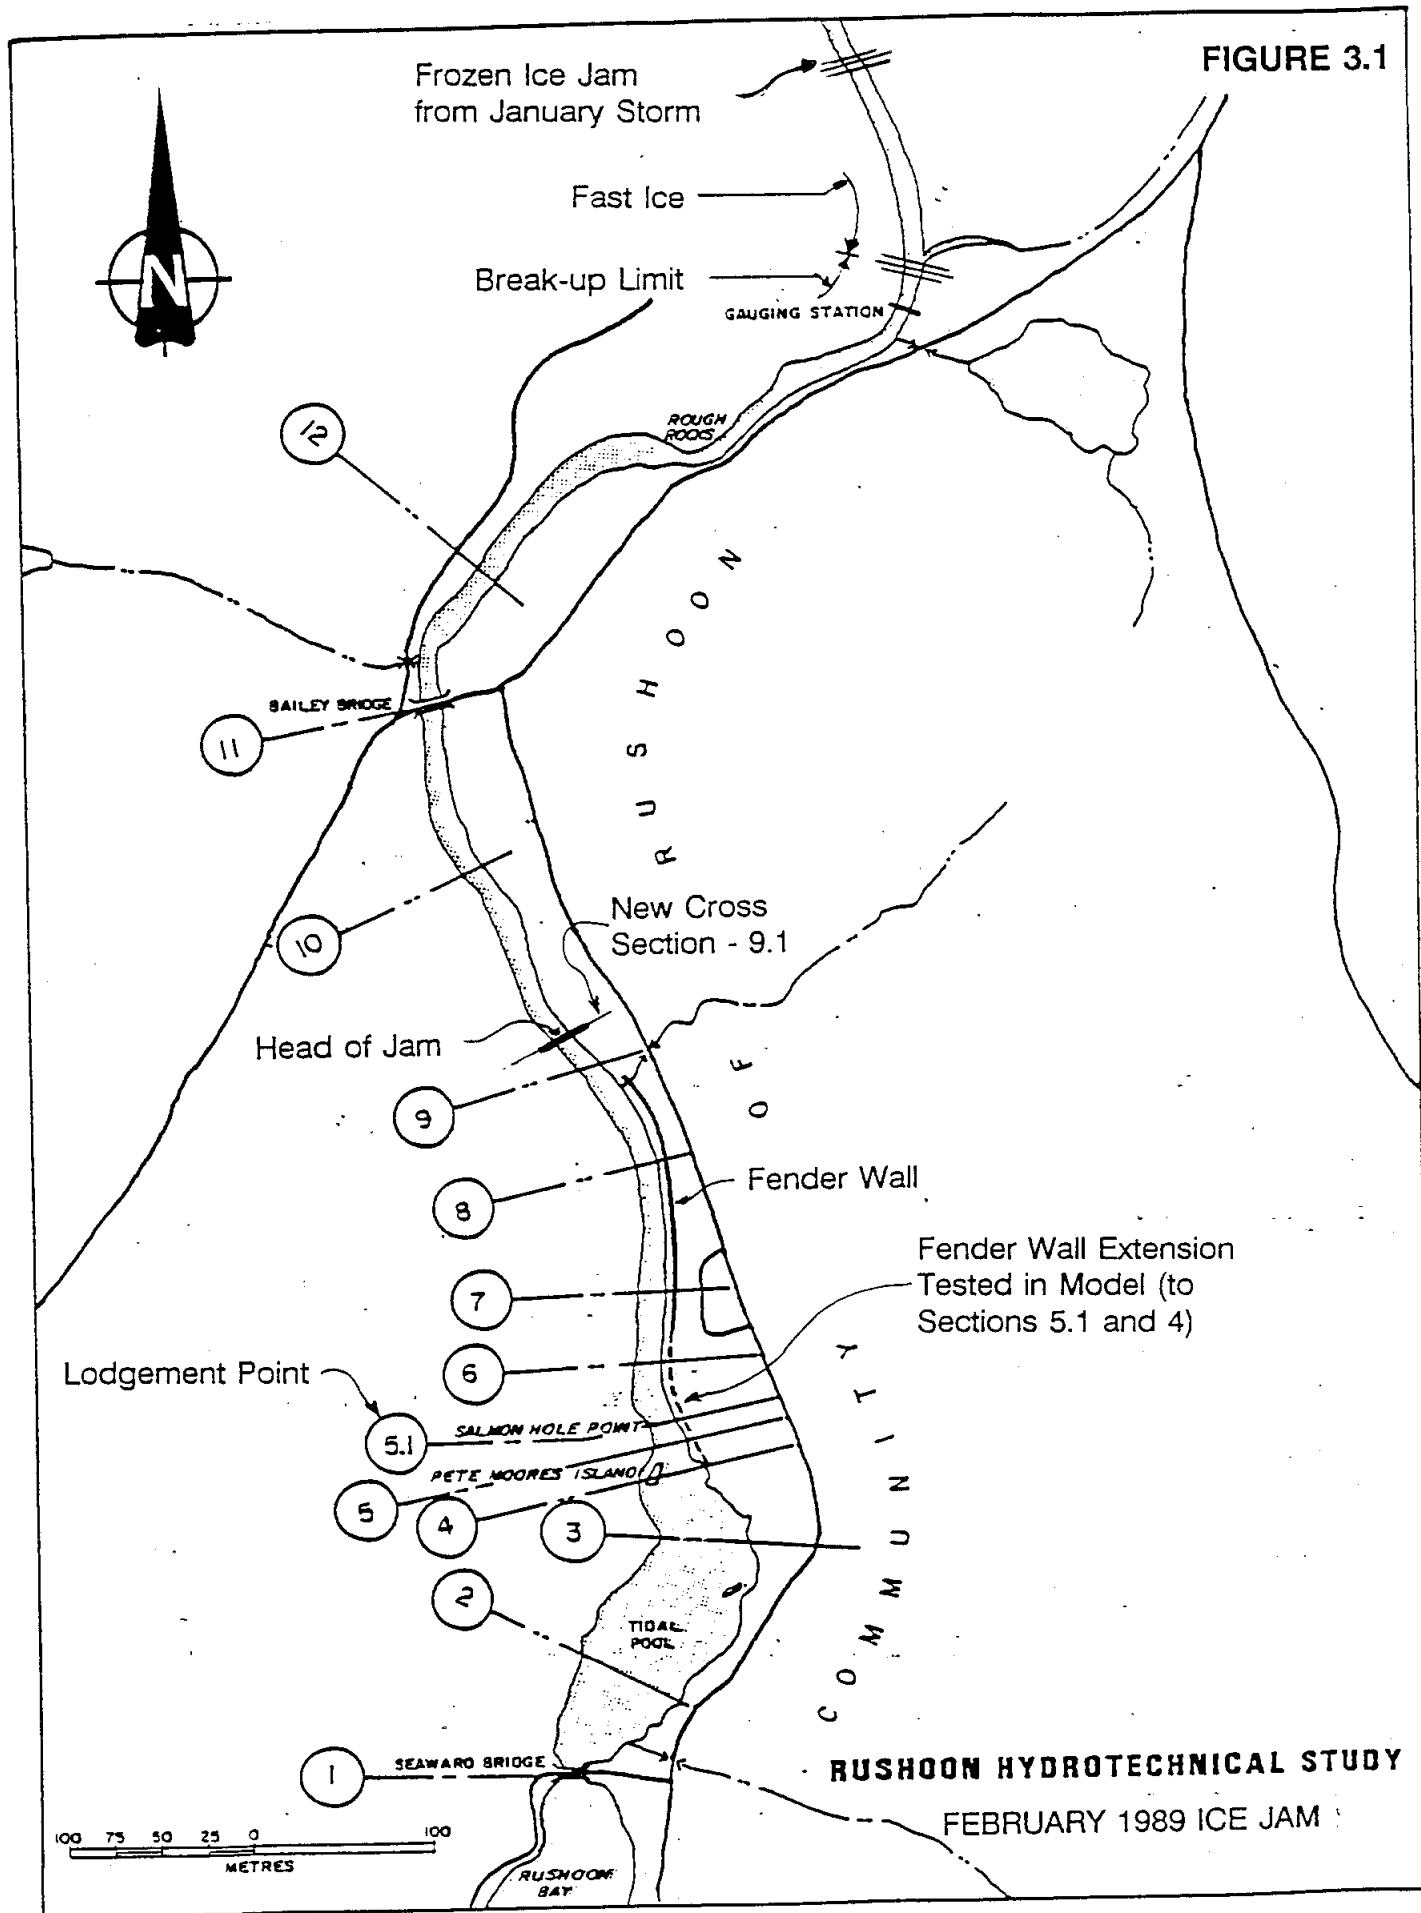 FIGURE 3.1
Frozen Ice Jam
from January Storm
Fast Ice
Break-up Limit
GAUGING STATION
N
ROUGH
ROCKS
12
BAILEY BRIDGE
11
10
New Cross
Section - 9.1
Head of Jam
9
8
Fender Wall
7
Fender Wall Extension
Tested in Model (to
Sections 5.1 and 4)
6
Lodgement Point
5.1
SALMON HOLE POINT
PETE MOORES ISLAND
5
4
3
2
TIDAL
POOL
COMMUNITY OF RUSHOON
1
SEAWARD BRIDGE
RUSHOON HYDROTECHNICAL STUDY
FEBRUARY 1989 ICE JAM
100 75 50 25 0 100
METRES
RUSHOON
BAY